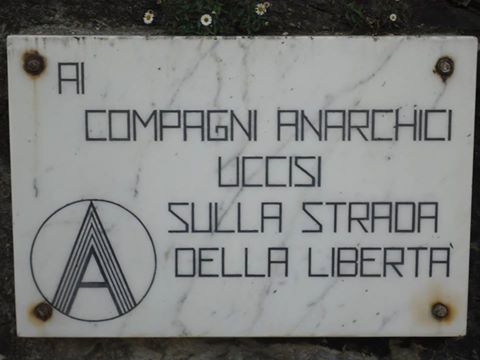 AI
COMPAGNI ANARCHICI
UCCISI
SULLA STRADA
DELLA LIBERTÀ
A